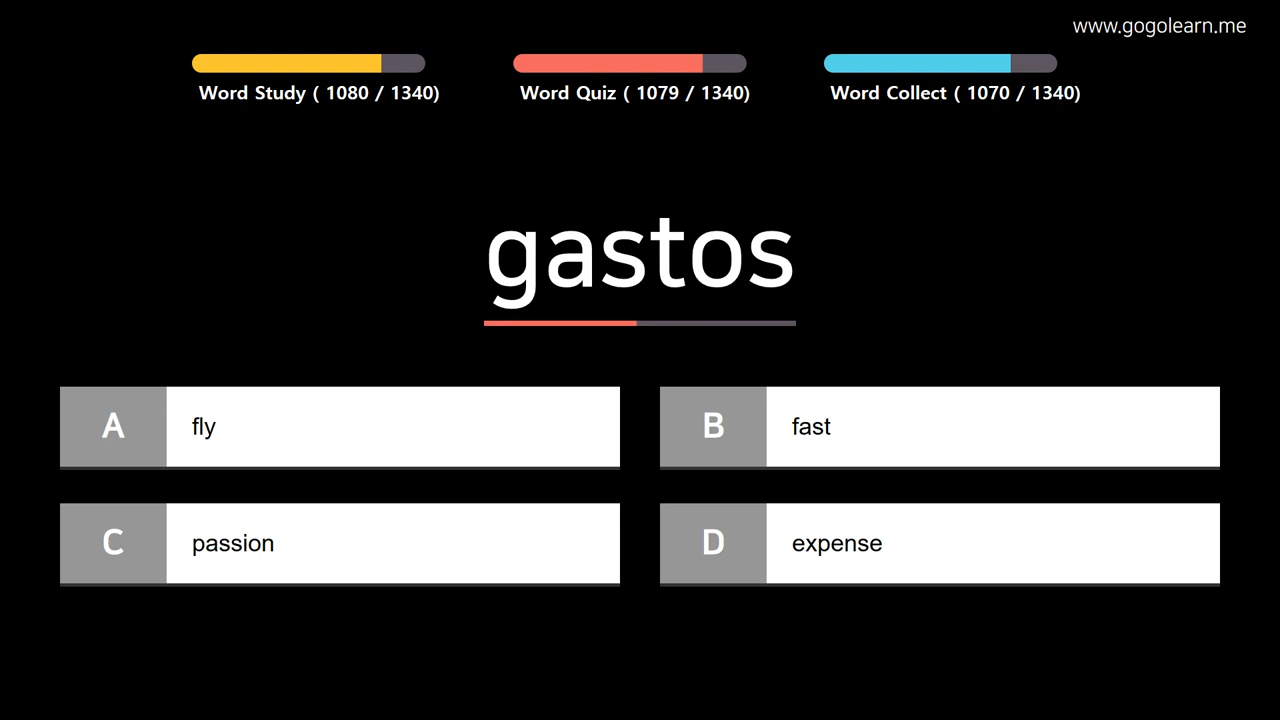 www.gogolearn.me
Word Study ( 1080 / 1340)
Word Quiz ( 1079 / 1340)
Word Collect ( 1070 / 1340)
gastos
A fly
B fast
C passion
D expense